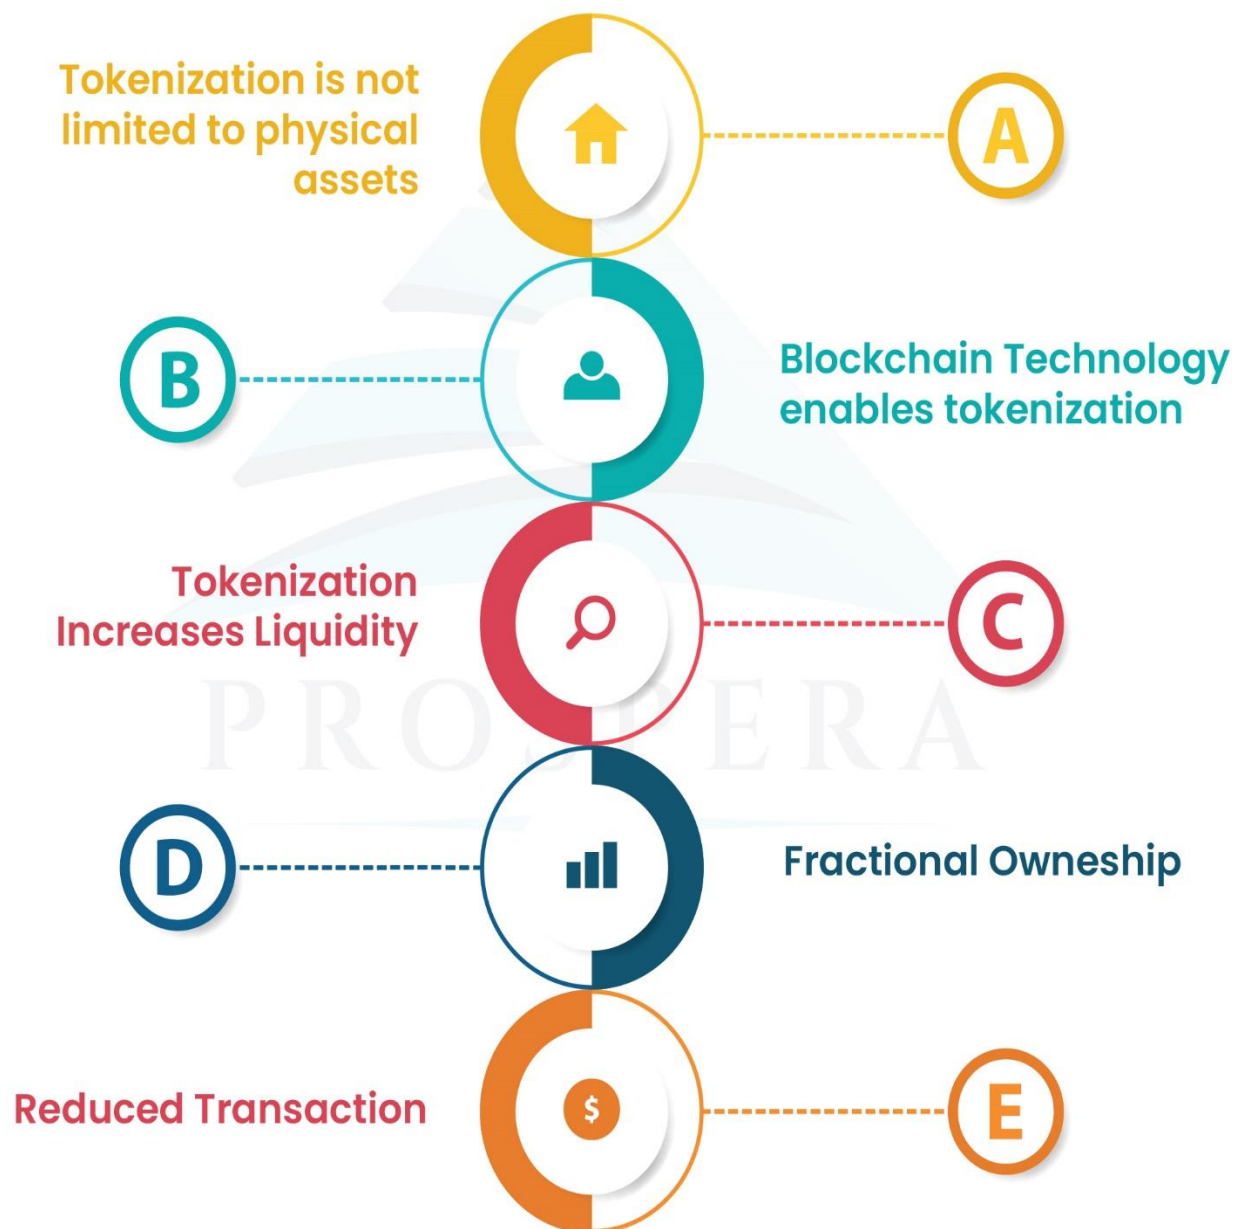 Tokenization is not
limited to physical
assets
A
B
Blockchain Technology
enables tokenization
Tokenization
Increases Liquidity
C
PROSPERA
D
Fractional Owneship
Reduced Transaction
$
E